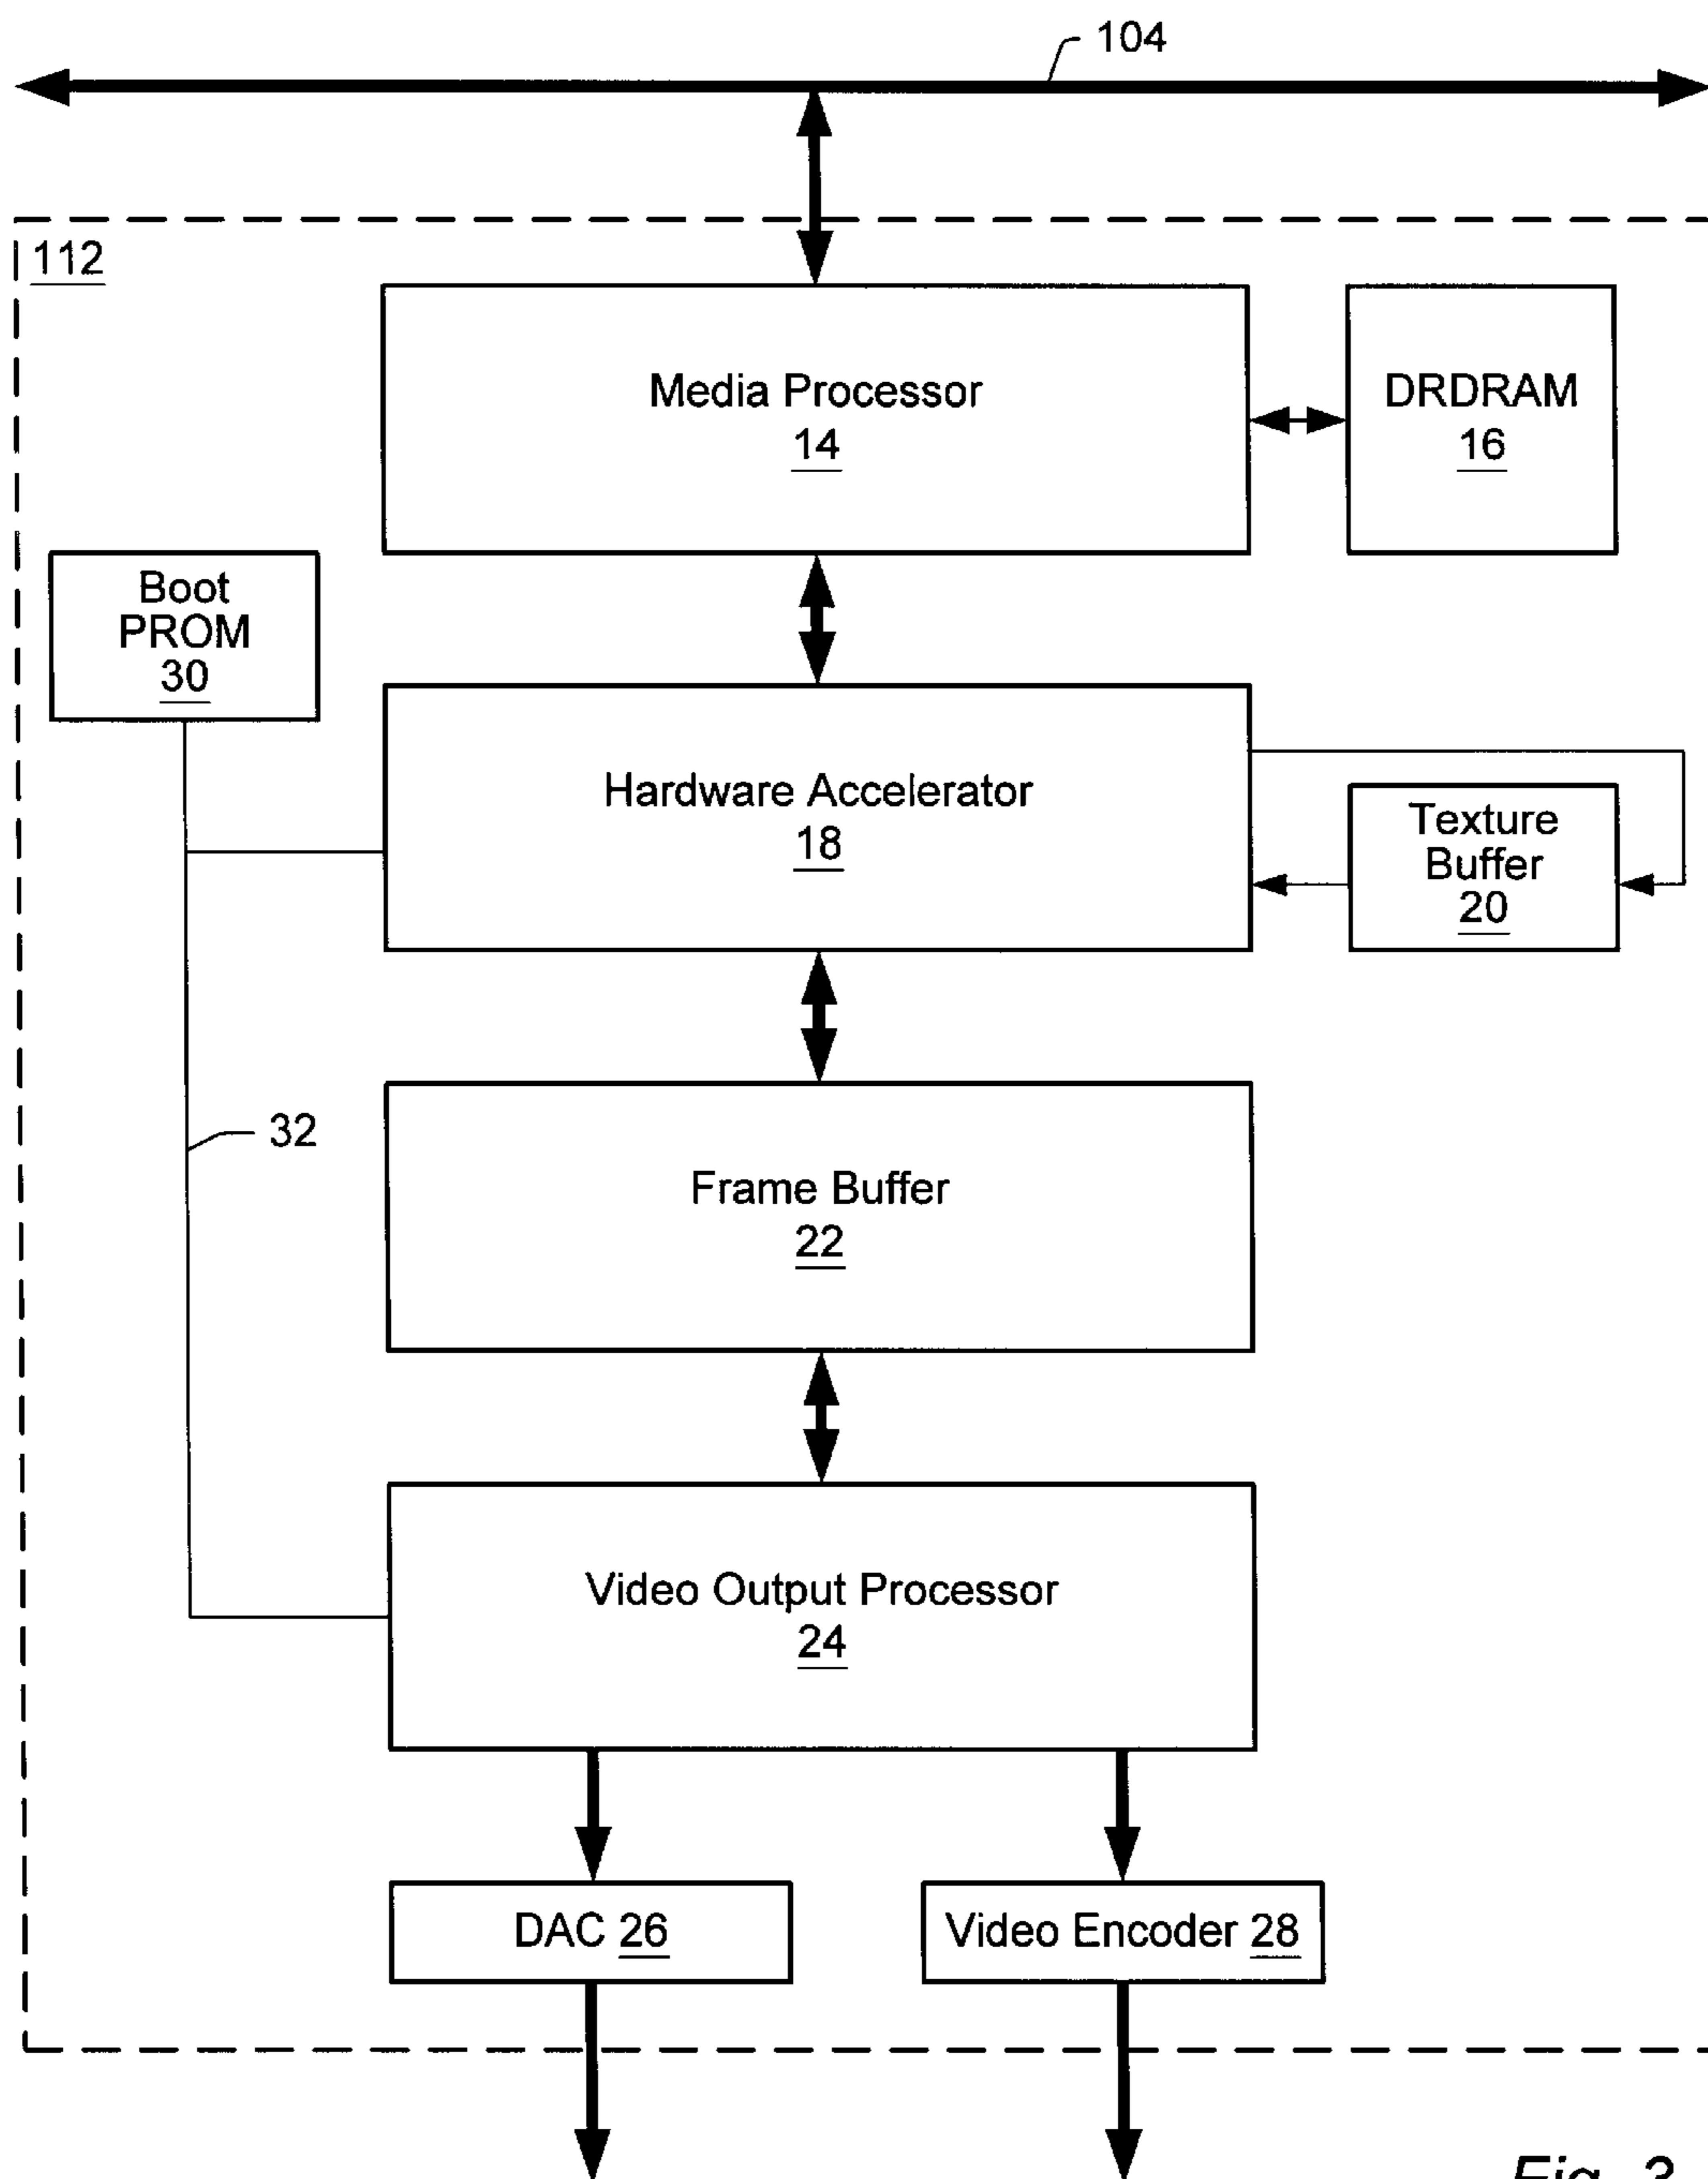 104
112
Media Processor
14
DRDRAM
16
Boot
PROM
30
Hardware Accelerator
18
Texture
Buffer
20
32
Frame Buffer
22
Video Output Processor
24
DAC 26
Video Encoder 28
Fig.